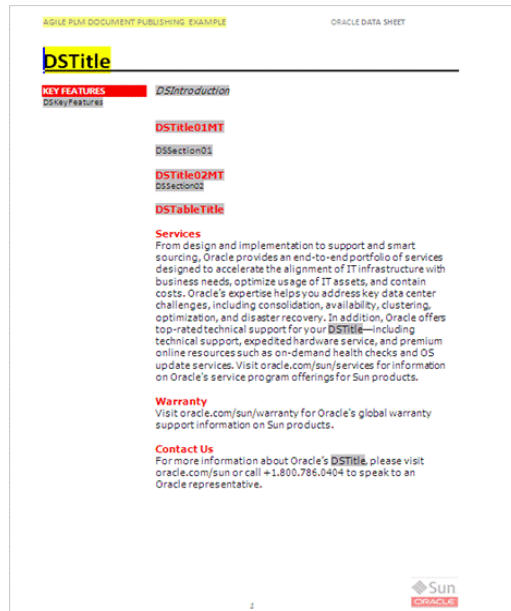 AGILE PLM DOCUMENT PUBLISHING EXAMPLE
ORACLE DATA SHEET
DSTitle
KEY FEATURES
DSKeyFeatures
DSIntroduction
DSTitle01MT
DSSection01
DSTitle02MT
DSSection02
DSTableTitle
Services
From design and implementation to support and smart
sourcing, Oracle provides an end-to-end portfolio of services
designed to accelerate the alignment of IT infrastructure with
business needs, optimize usage of IT assets, and contain
costs. Oracle's expertise helps you address key data center
challenges, including consolidation, availability, clustering,
optimization, and disaster recovery. In addition, Oracle offers
top-rated technical support for your DSTitle—including
technical support, expedited hardware service, and premium
online resources such as on-demand health checks and OS
update services. Visit oracle.com/sun/services for information
on Oracle's service program offerings for Sun products.
Warranty
Visit oracle.com/sun/warranty for Oracle's global warranty
support information on Sun products.
Contact Us
For more information about Oracle's DSTitle, please visit
oracle.com/sun or call +1.800.786.0404 to speak to an
Oracle representative.
Sun
ORACLE
1